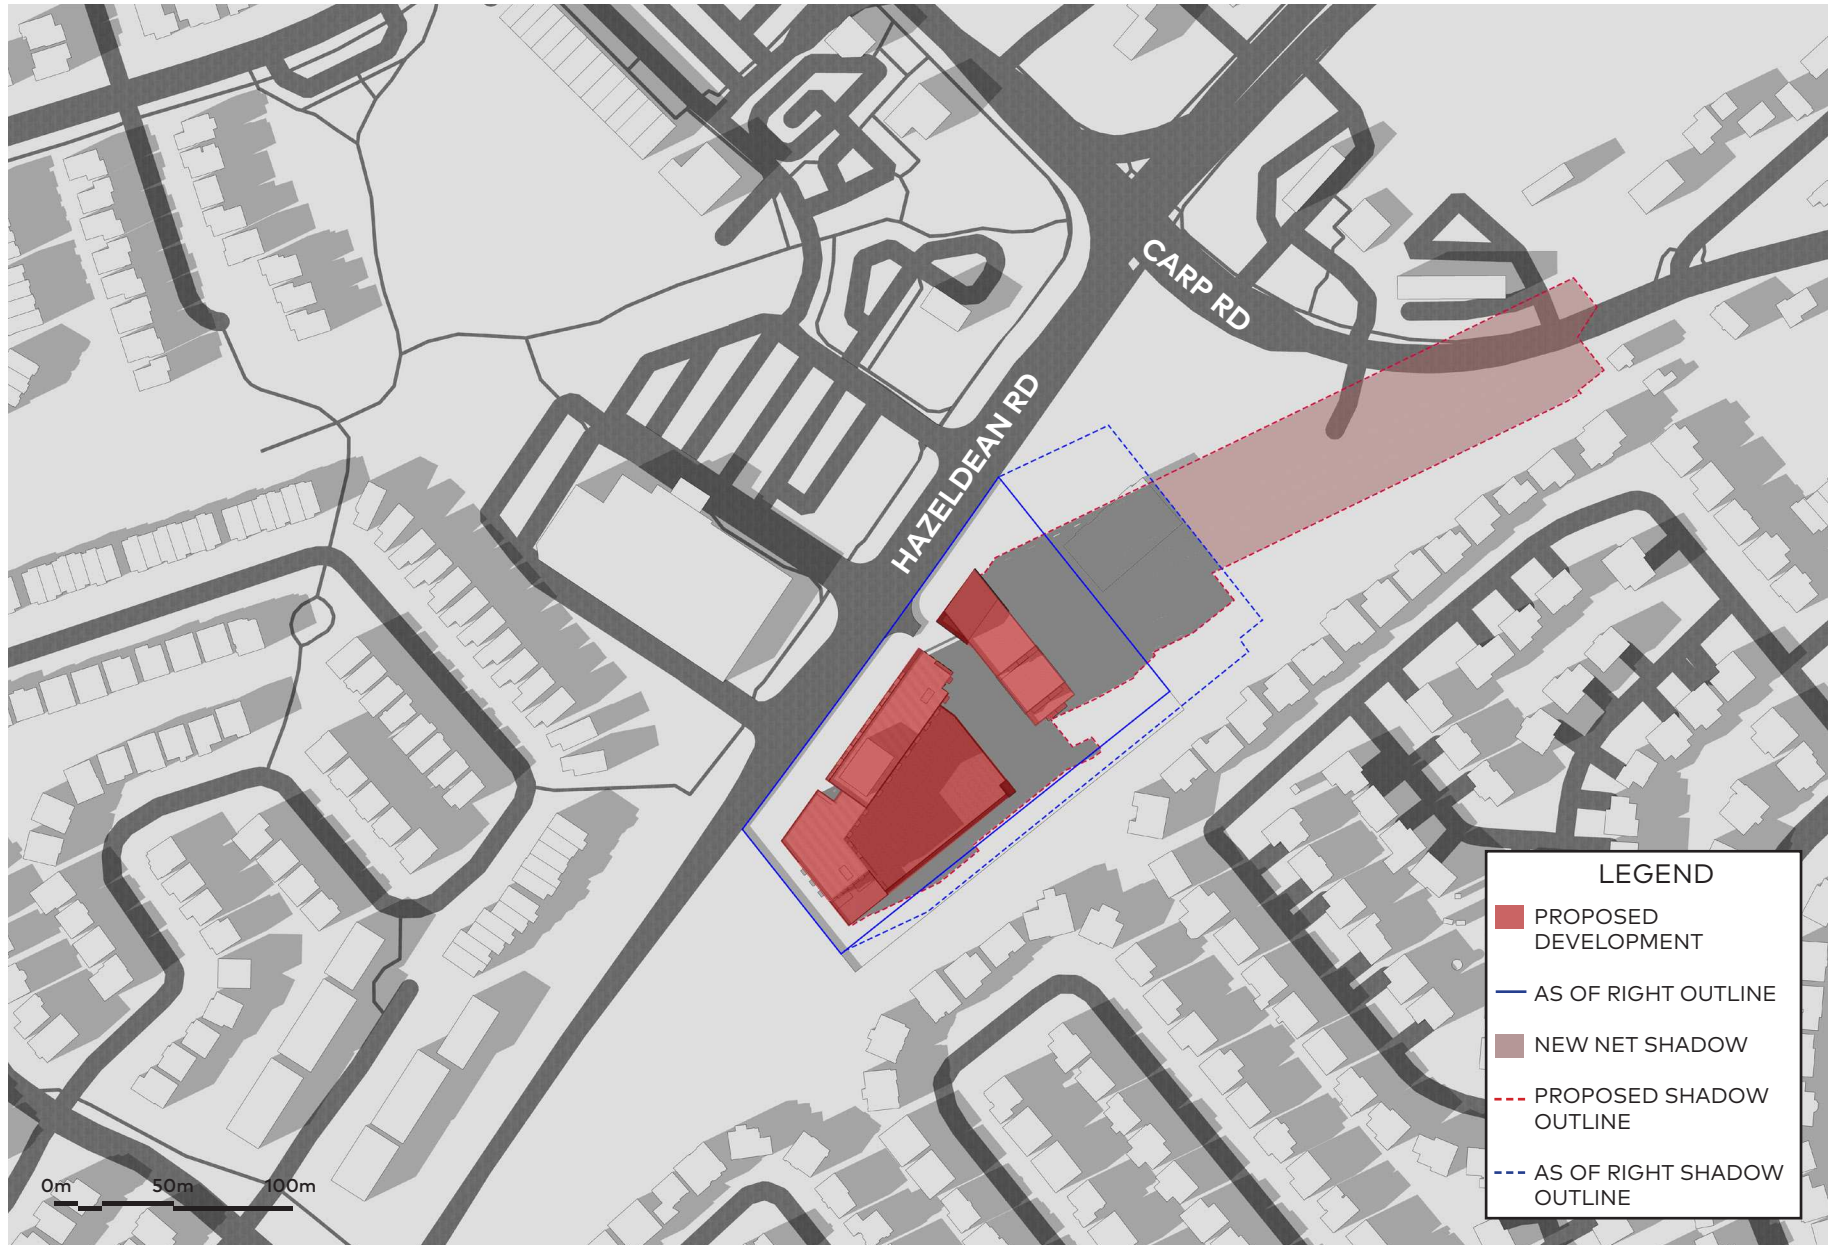 CARP RD
HAZELDEAN RD
LEGEND
PROPOSED
DEVELOPMENT
AS OF RIGHT OUTLINE
NEW NET SHADOW
PROPOSED SHADOW
OUTLINE
AS OF RIGHT SHADOW
OUTLINE
0m 50m 100m